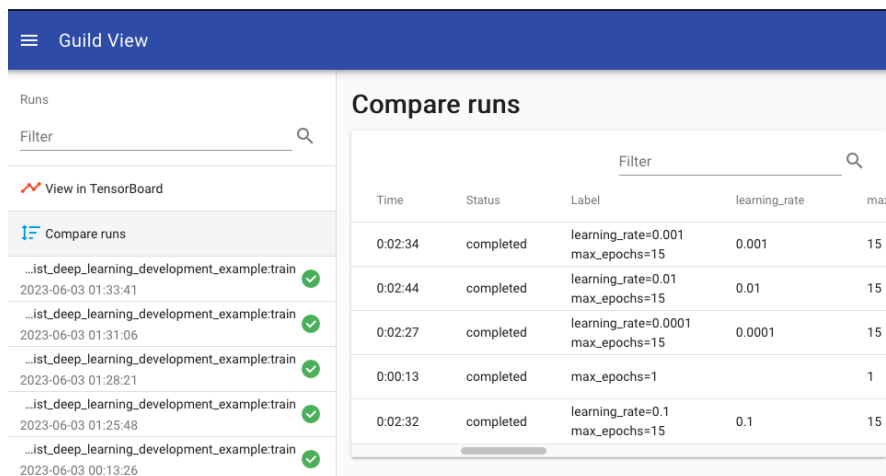 Guild View
Runs
Filter
View in TensorBoard
Compare runs
...ist_deep_learning_development_example:train
2023-06-03 01:33:41
...ist_deep_learning_development_example:train
2023-06-03 01:31:06
...ist_deep_learning_development_example:train
2023-06-03 01:28:21
...ist_deep_learning_development_example:train
2023-06-03 01:25:48
...ist_deep_learning_development_example:train
2023-06-03 00:13:26
Compare runs
Filter
Time Status Label learning_rate max
0:02:34 completed learning_rate=0.001 0.001 15
max_epochs=15
0:02:44 completed learning_rate=0.01 0.01 15
max_epochs=15
0:02:27 completed learning_rate=0.0001 0.0001 15
max_epochs=15
0:00:13 completed max_epochs=1 1
0:02:32 completed learning_rate=0.1 0.1 15
max_epochs=15